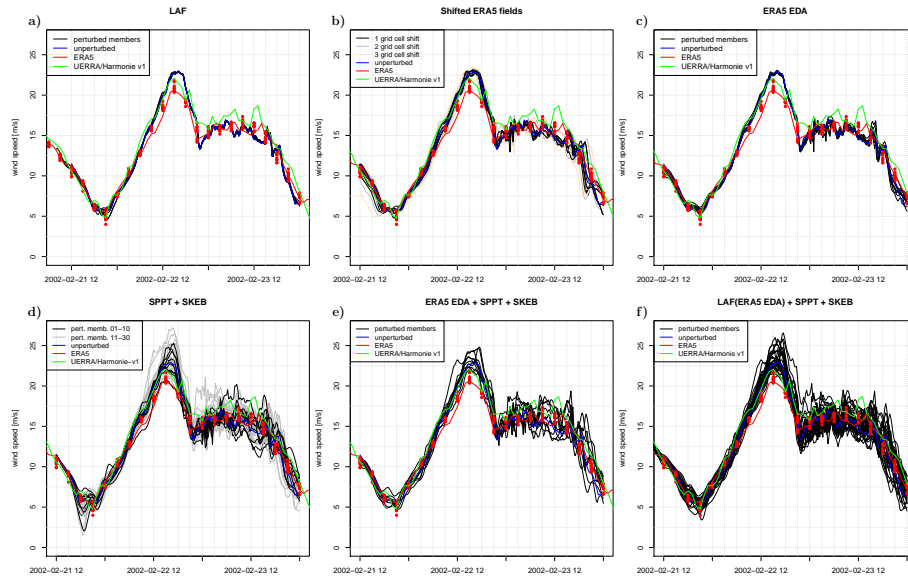 a) LAF
wind speed [m/s]
0 5 10 15 20 25
perturbed members
unperturbed
ERA5
UERRA/Harmonie v1
2002-02-21 12 2002-02-22 12 2002-02-23 12
b) Shifted ERA5 fields
wind speed [m/s]
0 5 10 15 20 25
1 grid cell shift
2 grid cell shift
3 grid cell shift
unperturbed
ERA5
UERRA/Harmonie v1
2002-02-21 12 2002-02-22 12 2002-02-23 12
c) ERA5 EDA
wind speed [m/s]
0 5 10 15 20 25
perturbed members
unperturbed
ERA5
UERRA/Harmonie v1
2002-02-21 12 2002-02-22 12 2002-02-23 12
d) SPPT + SKEB
wind speed [m/s]
0 5 10 15 20 25
pert. memb. 01-10
pert. memb. 11-30
unperturbed
ERA5
UERRA/Harmonie-v1
2002-02-21 12 2002-02-22 12 2002-02-23 12
e) ERA5 EDA + SPPT + SKEB
wind speed [m/s]
0 5 10 15 20 25
perturbed members
unperturbed
ERA5
UERRA/Harmonie v1
2002-02-21 12 2002-02-22 12 2002-02-23 12
f) LAF(ERA5 EDA) + SPPT + SKEB
wind speed [m/s]
0 5 10 15 20 25
perturbed members
unperturbed
ERA5
UERRA/Harmonie v1
2002-02-21 12 2002-02-22 12 2002-02-23 12